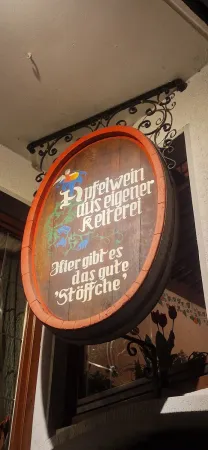 Apfelwein
aus eigener
Kelterei
Hier gibt es
das gute
'Stöffche'